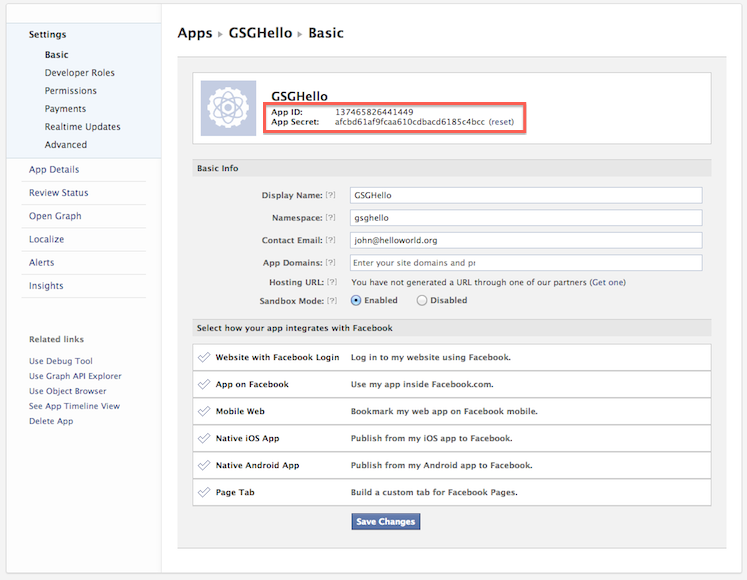 Settings
Basic
Developer Roles
Permissions
Payments
Realtime Updates
Advanced
App Details
Review Status
Open Graph
Localize
Alerts
Insights
Related links
Use Debug Tool
Use Graph API Explorer
Use Object Browser
See App Timeline View
Delete App
Apps ▸ GSGHello ▸ Basic
GSGHello
App ID: 137465826441449
App Secret: afcbd61af9fcaa610cdbacd6185c4bcc (reset)
Basic Info
Display Name: [?] GSGHello
Namespace: [?] gsghello
Contact Email: [?] john@helloworld.org
App Domains: [?] Enter your site domains and pr
Hosting URL: [?] You have not generated a URL through one of our partners (Get one)
Sandbox Mode: [?] Enabled Disabled
Select how your app integrates with Facebook
Website with Facebook Login Log in to my website using Facebook.
App on Facebook Use my app inside Facebook.com.
Mobile Web Bookmark my web app on Facebook mobile.
Native iOS App Publish from my iOS app to Facebook.
Native Android App Publish from my Android app to Facebook.
Page Tab Build a custom tab for Facebook Pages.
Save Changes